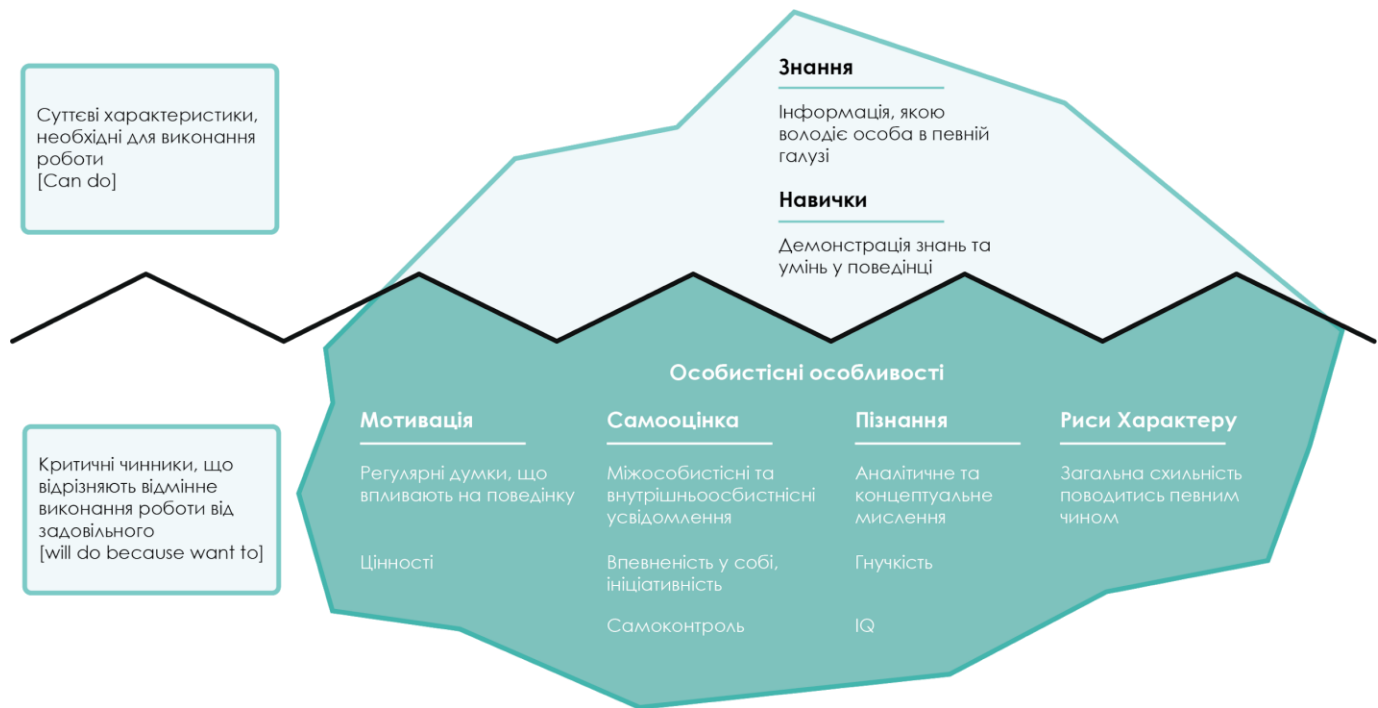 Суттєві характеристики,
необхідні для виконання
роботи
[Can do]
Знання
Інформація, якою
володіє особа в певній
галузі
Навички
Демонстрація знань та
умінь у поведінці
Критичні чинники, що
відрізняють відмінне
виконання роботи від
задовільного
[will do because want to]
Особистісні особливості
Мотивація
Регулярні думки, що
впливають на поведінку
Цінності
Самооцінка
Міжособистісні та
внутрішньоосбистнісні
усвідомлення
Впевненість у собі,
ініціативність
Самоконтроль
Пізнання
Аналітичне та
концептуальне
мислення
Гнучкість
IQ
Риси Характеру
Загальна схильність
поводитись певним
чином